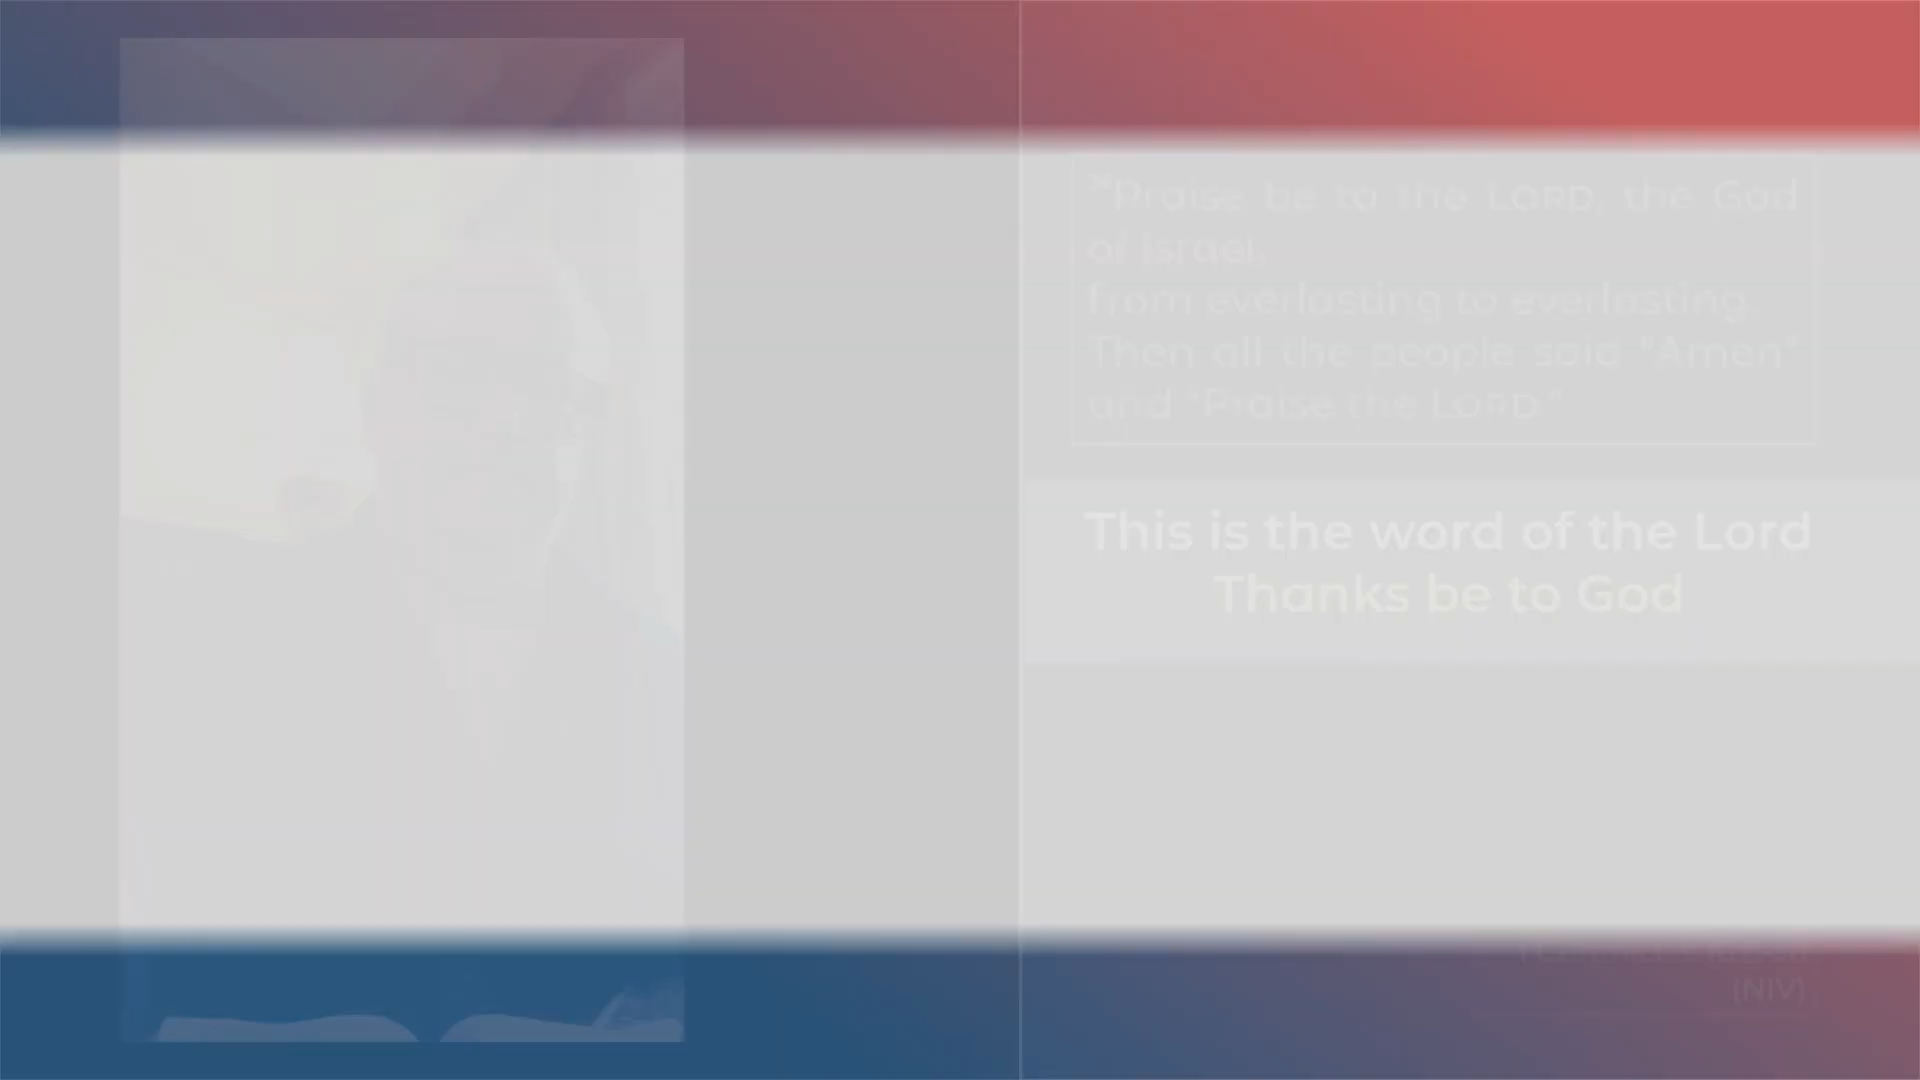 ³⁶Praise be to the LORD, the God
of Israel,
from everlasting to everlasting.
Then all the people said "Amen"
and "Praise the LORD."
This is the word of the Lord
Thanks be to God
(NIV)